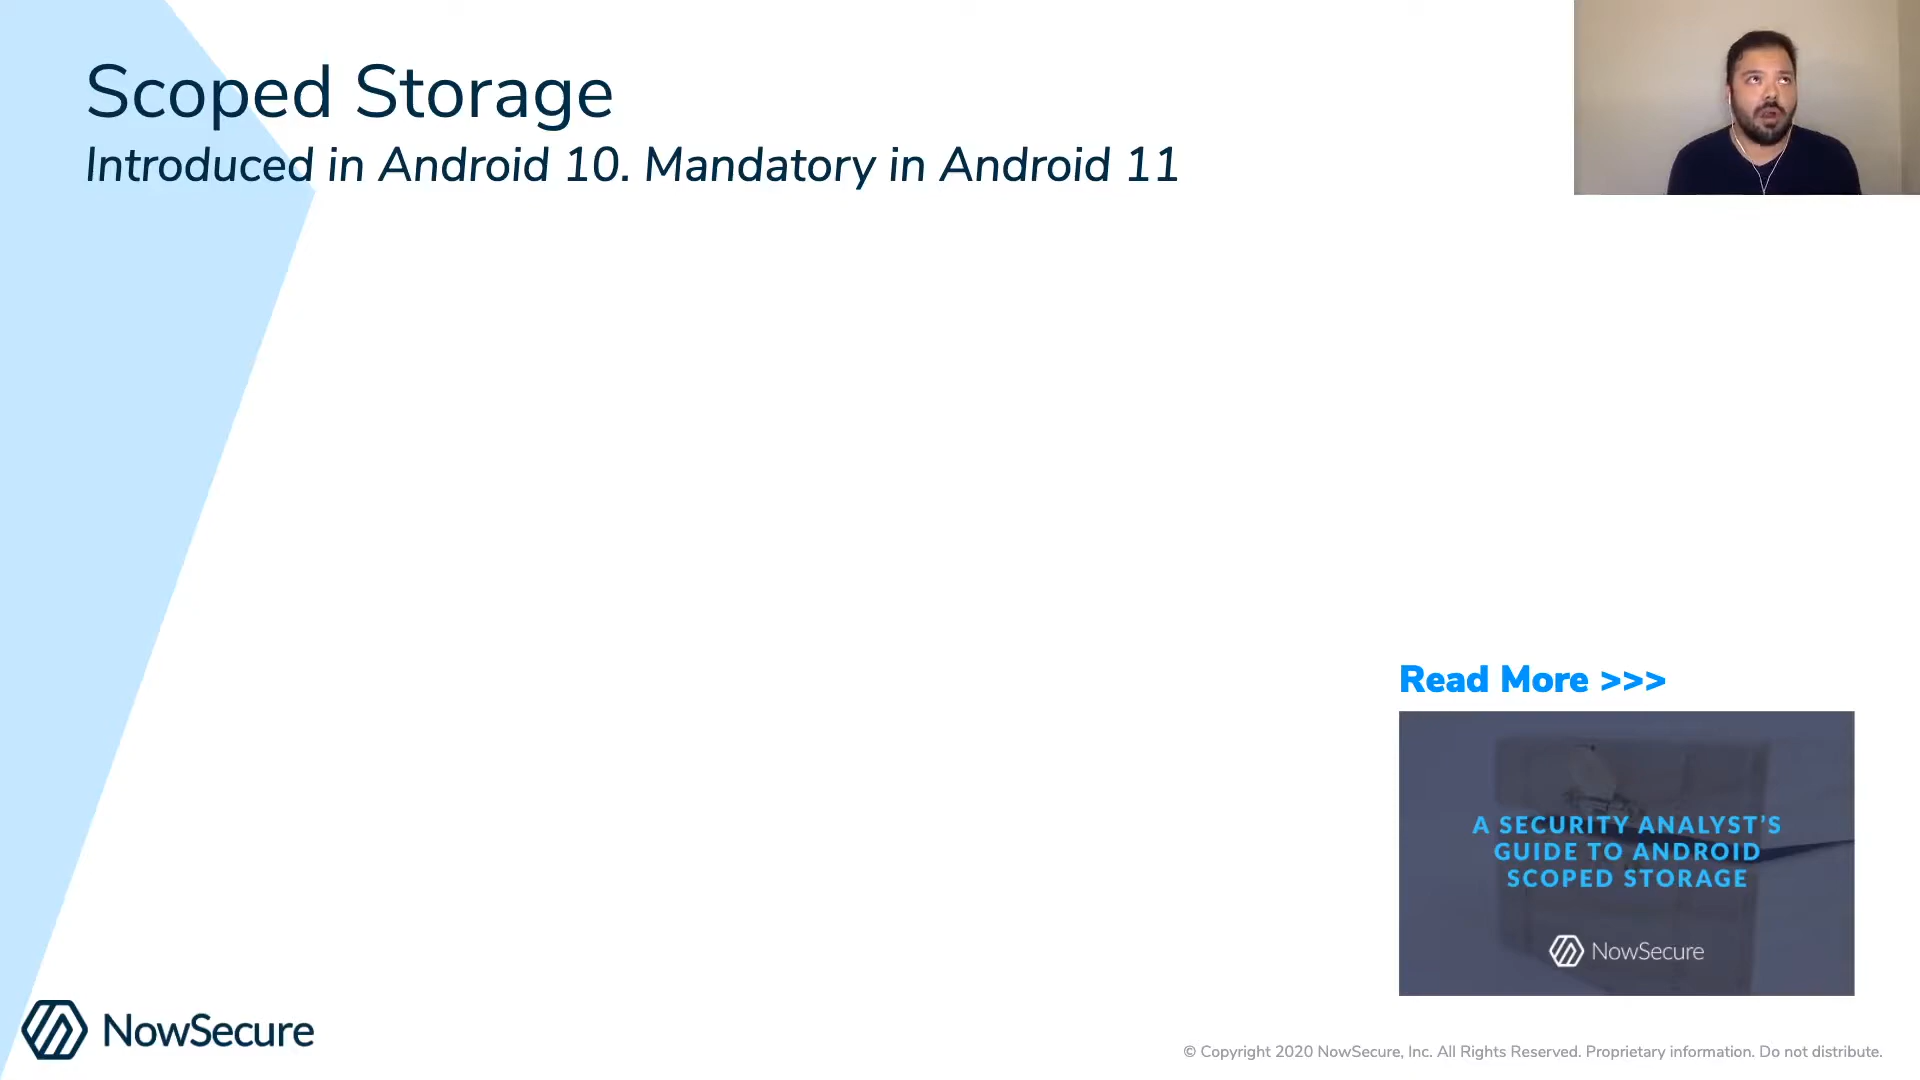 Scoped Storage
Introduced in Android 10. Mandatory in Android 11
Read More >>>
A SECURITY ANALYST'S
GUIDE TO ANDROID
SCOPED STORAGE
NowSecure
NowSecure
© Copyright 2020 NowSecure, Inc. All Rights Reserved. Proprietary information. Do not distribute.